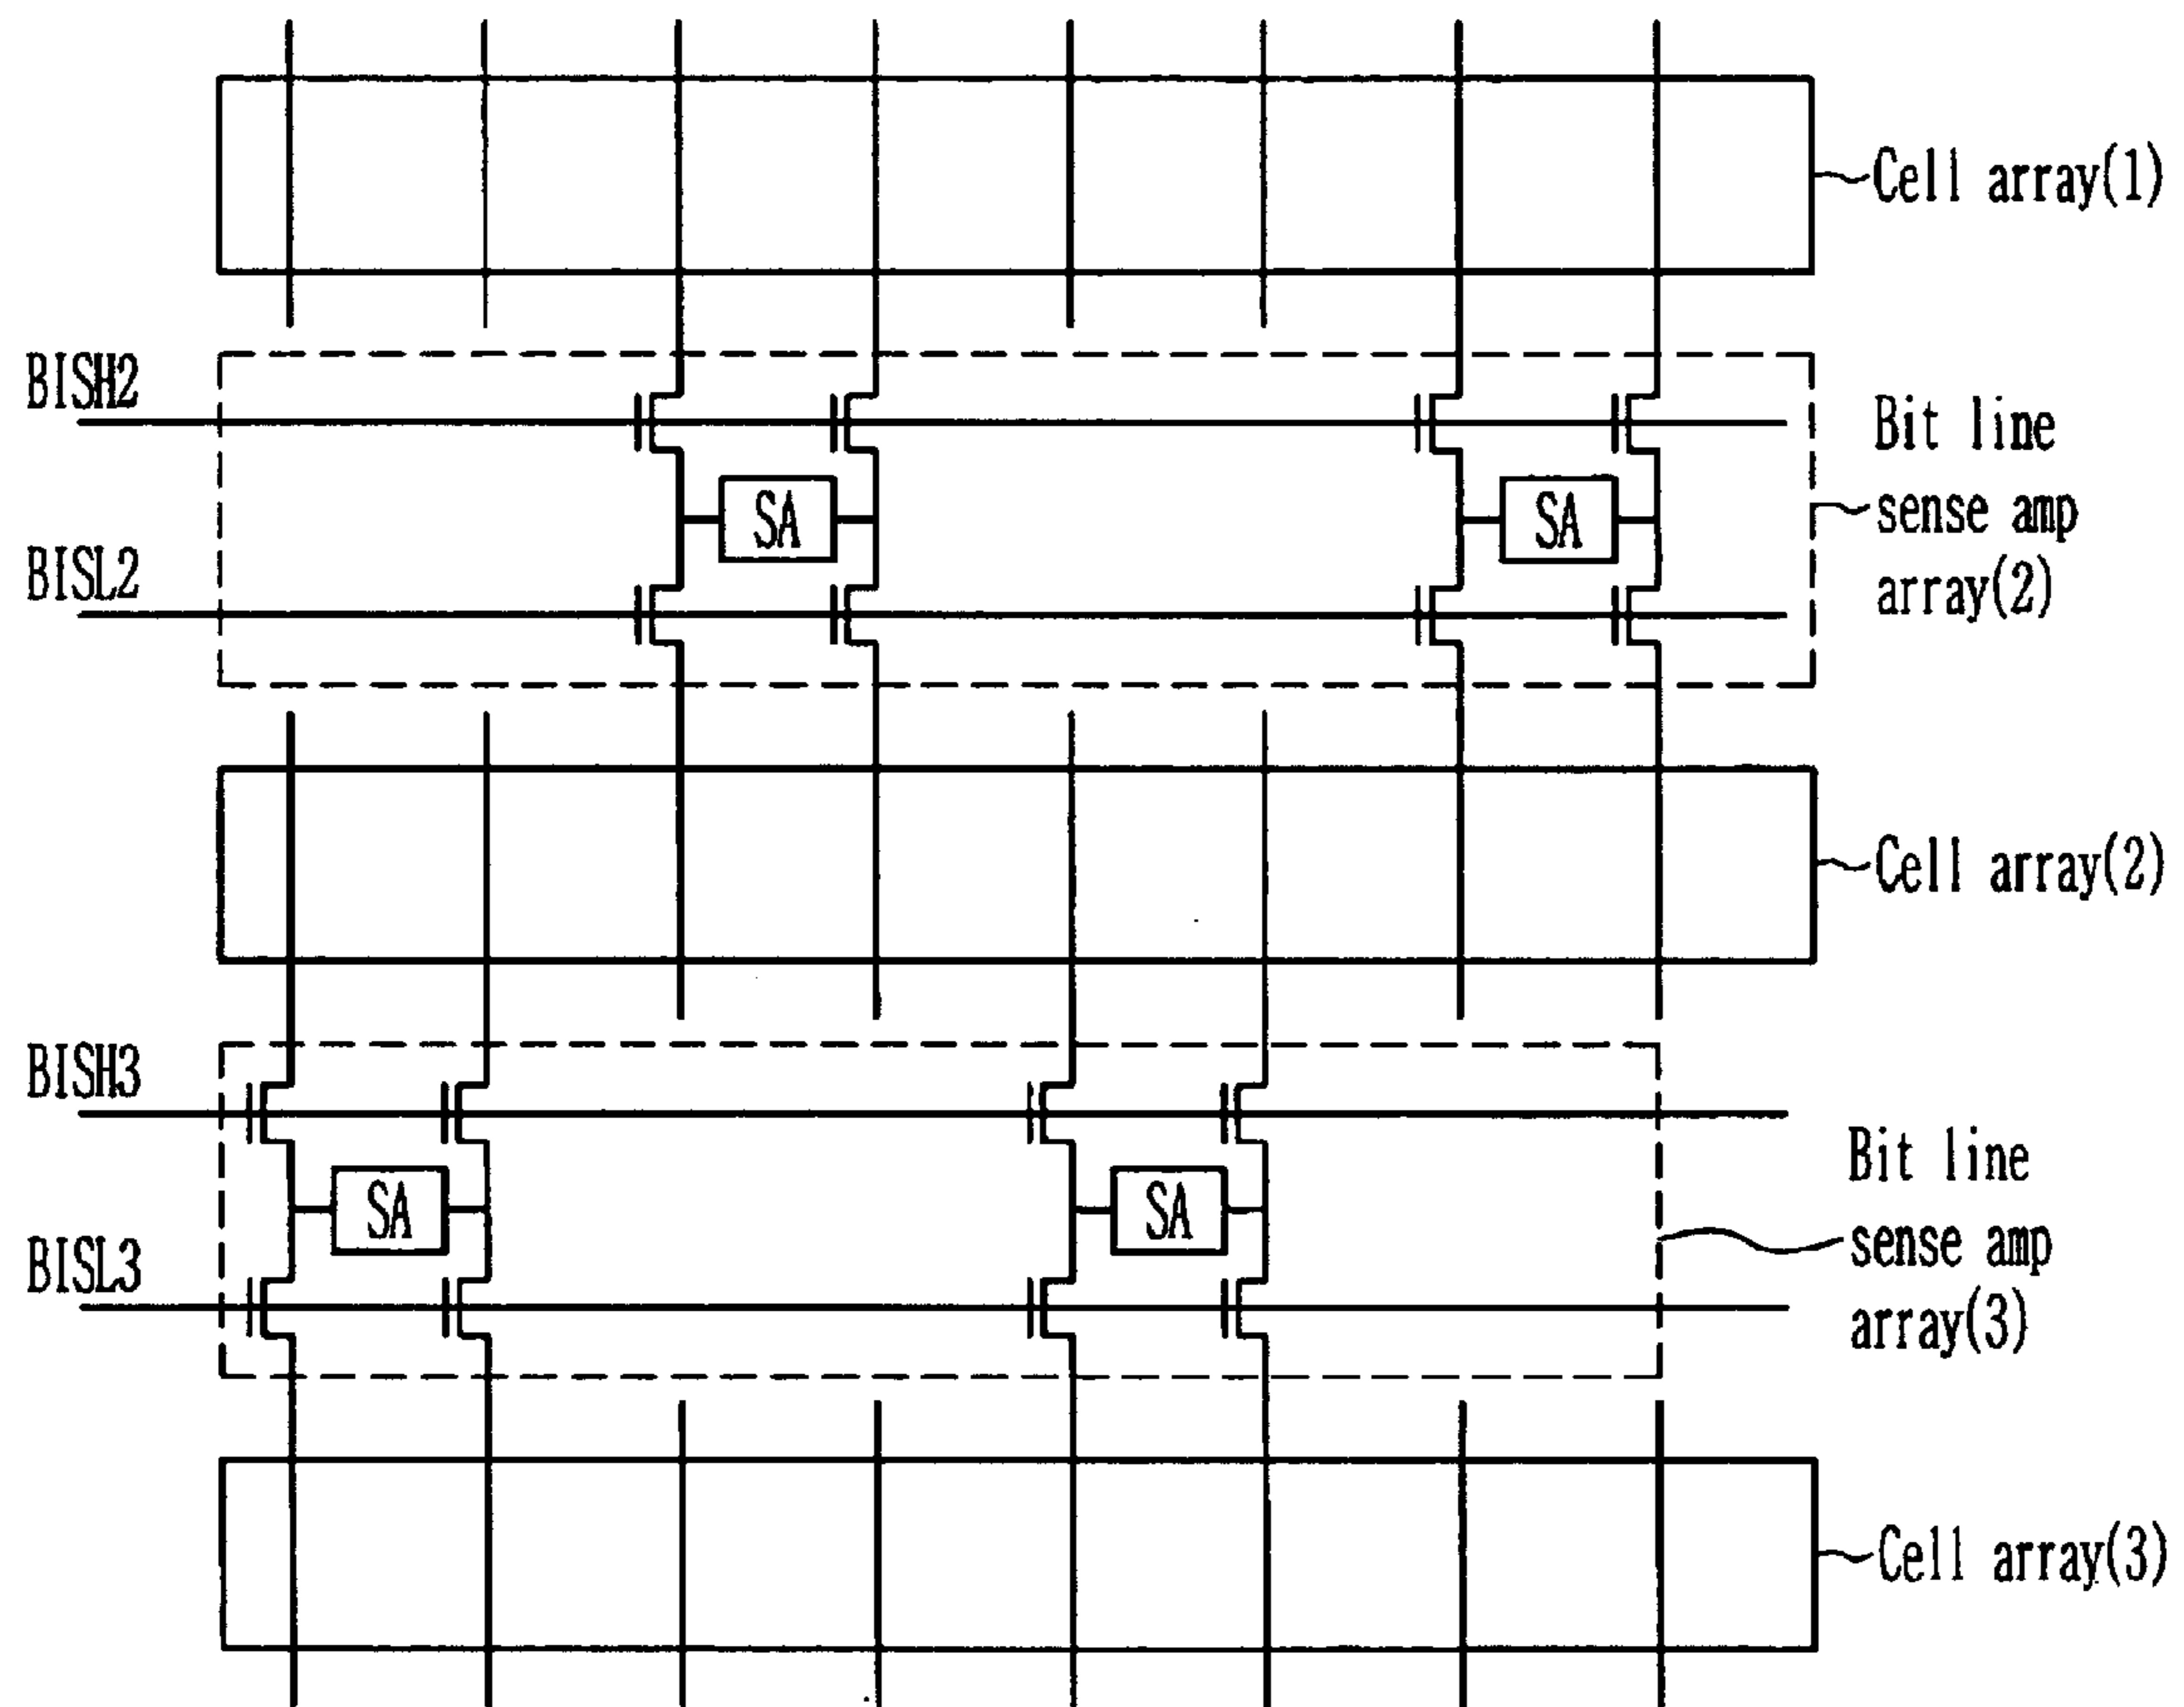 Cell array(1)
BISH2
Bit line
SA
SA
sense amp
BISL2
array(2)
Cell array(2)
BISH3
Bit line
SA
SA
sense amp
BISL3
array(3)
Cell array(3)